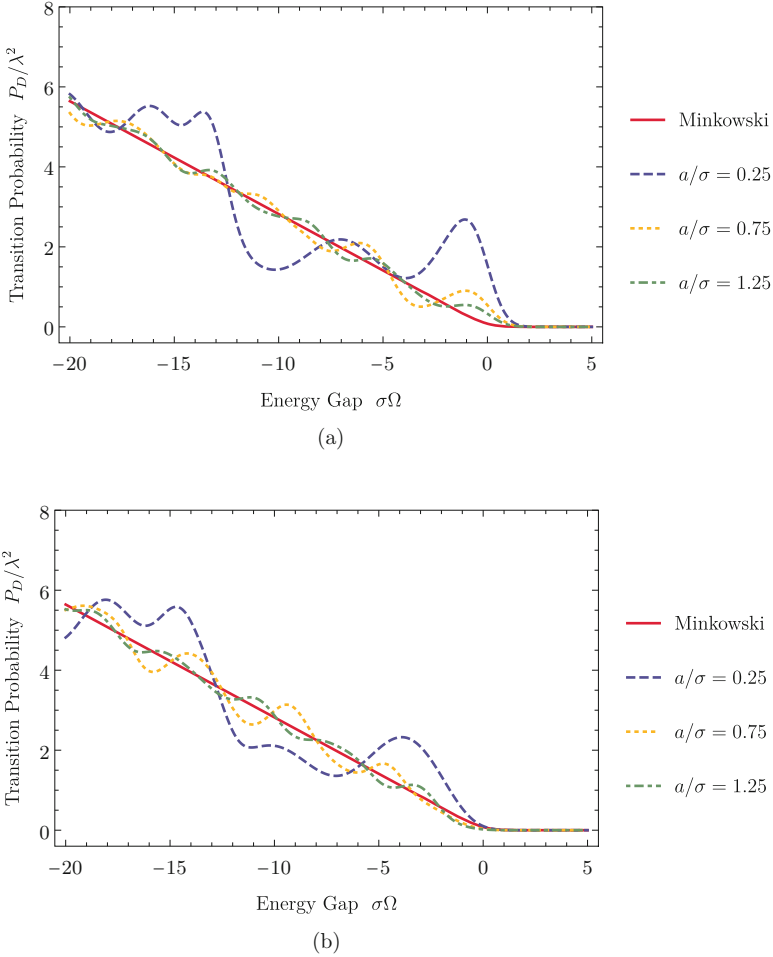 8
6
4
2
0
Transition Probability P_D/λ²
−20 −15 −10 −5 0 5
Energy Gap σΩ
Minkowski
a/σ = 0.25
a/σ = 0.75
a/σ = 1.25
(a)
8
6
4
2
0
Transition Probability P_D/λ²
−20 −15 −10 −5 0 5
Energy Gap σΩ
Minkowski
a/σ = 0.25
a/σ = 0.75
a/σ = 1.25
(b)